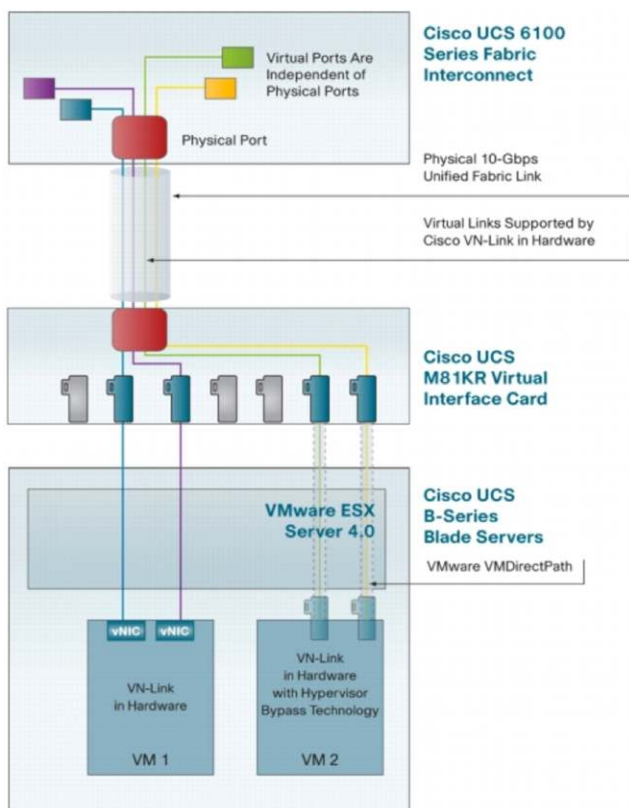 Cisco UCS 6100
Series Fabric
Interconnect
Virtual Ports Are
Independent of
Physical Ports
Physical Port
Physical 10-Gbps
Unified Fabric Link
Virtual Links Supported by
Cisco VN-Link in Hardware
Cisco UCS
M81KR Virtual
Interface Card
Cisco UCS
B-Series
Blade Servers
VMware ESX
Server 4.0
VMware VMDirectPath
vNIC
vNIC
VN-Link
in Hardware
VM 1
VN-Link
in Hardware
with Hypervisor
Bypass Technology
VM 2